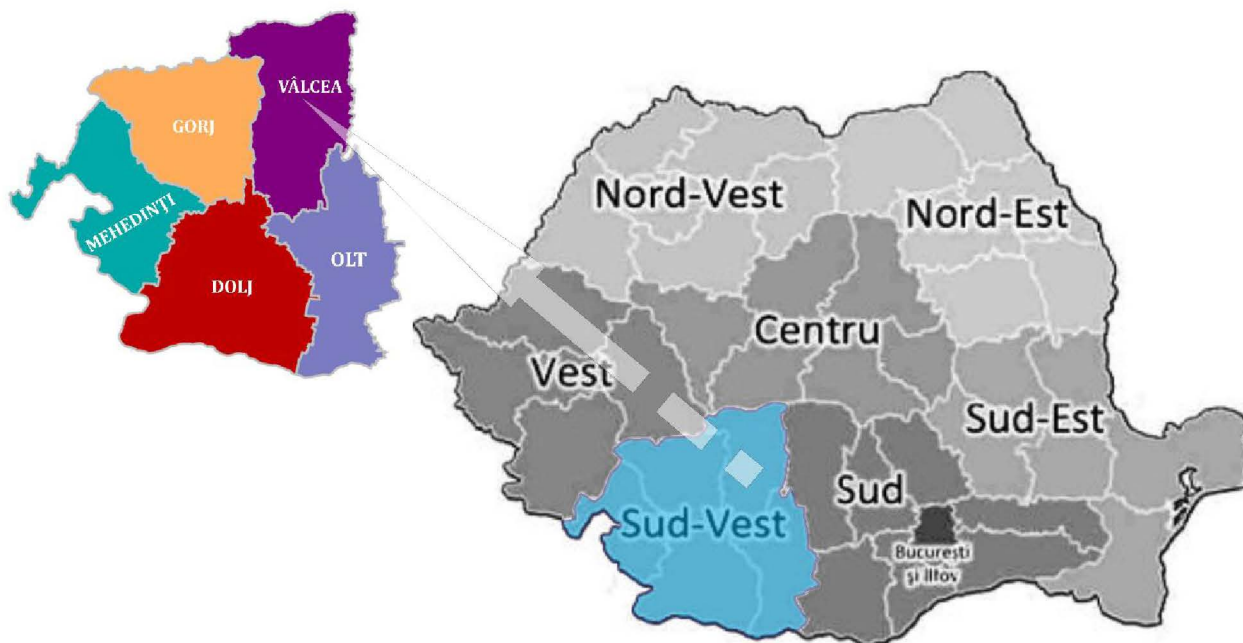 VÂLCEA
GORJ
MEHEDINȚI
OLT
DOLJ
Nord-Vest
Nord-Est
Centru
Vest
Sud-Est
Sud
Sud-Vest
București
și Ilfov